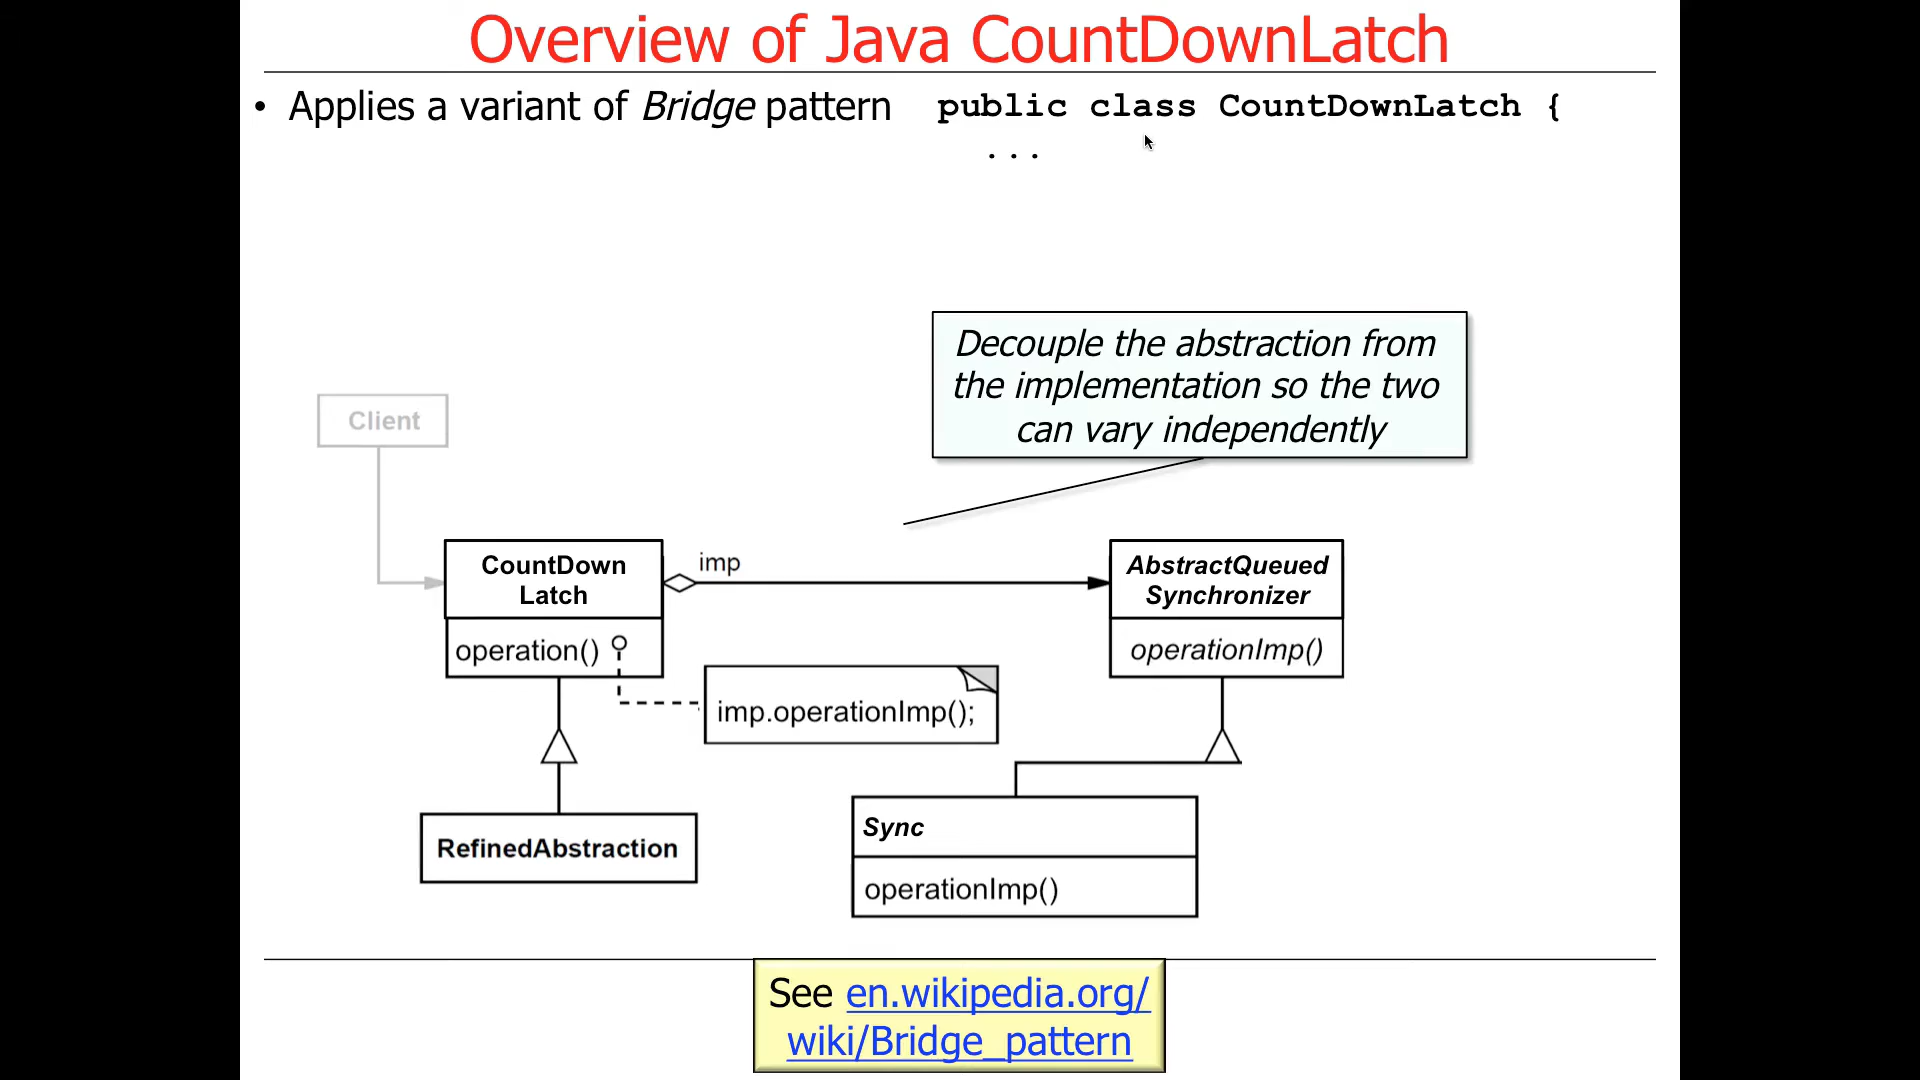 Overview of Java CountDownLatch
• Applies a variant of Bridge pattern
public class CountDownLatch {
...
Decouple the abstraction from
the implementation so the two
can vary independently
Client
CountDown
Latch
operation()
imp
AbstractQueued
Synchronizer
operationImp()
imp.operationImp();
RefinedAbstraction
Sync
operationImp()
See en.wikipedia.org/
wiki/Bridge_pattern